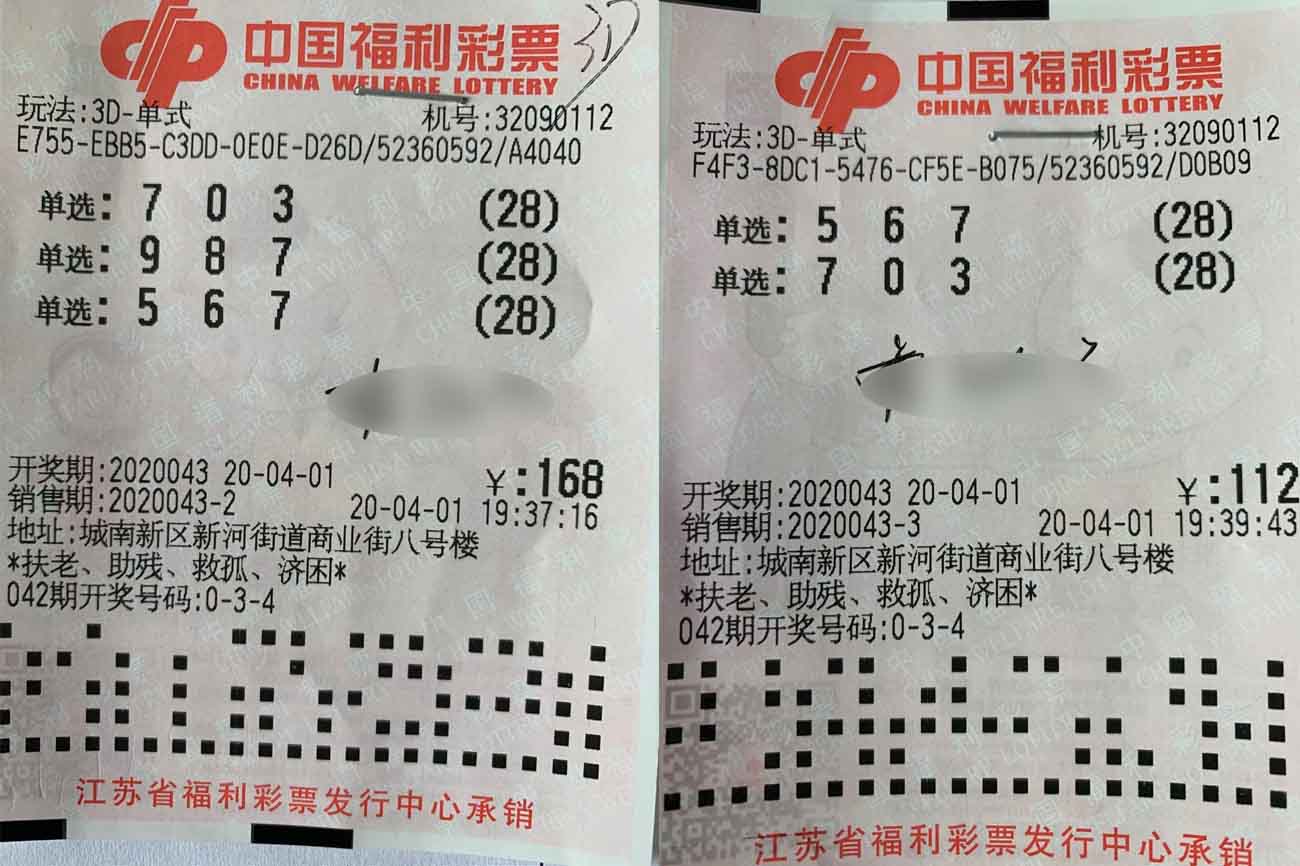 中国福利彩票
CHINA WELFARE LOTTERY
3D
玩法:3D-单式 机号:32090112
E755-EBB5-C3DD-0E0E-D26D/52360592/A4040
单选: 7 0 3 (28)
单选: 9 8 7 (28)
单选: 5 6 7 (28)
开奖期:2020043 20-04-01 ¥:168
销售期:2020043-2 20-04-01 19:37:16
地址:城南新区新河街道商业街八号楼
*扶老、助残、救孤、济困*
042期开奖号码:0-3-4
江苏省福利彩票发行中心承销
中国福利彩票
CHINA WELFARE LOTTERY
玩法:3D-单式 机号:32090112
F4F3-8DC1-5476-CF5E-B075/52360592/D0B09
单选: 5 6 7 (28)
单选: 7 0 3 (28)
开奖期:2020043 20-04-01 ¥:112
销售期:2020043-3 20-04-01 19:39:43
地址:城南新区新河街道商业街八号楼
*扶老、助残、救孤、济困*
042期开奖号码:0-3-4
江苏省福利彩票发行中心承销